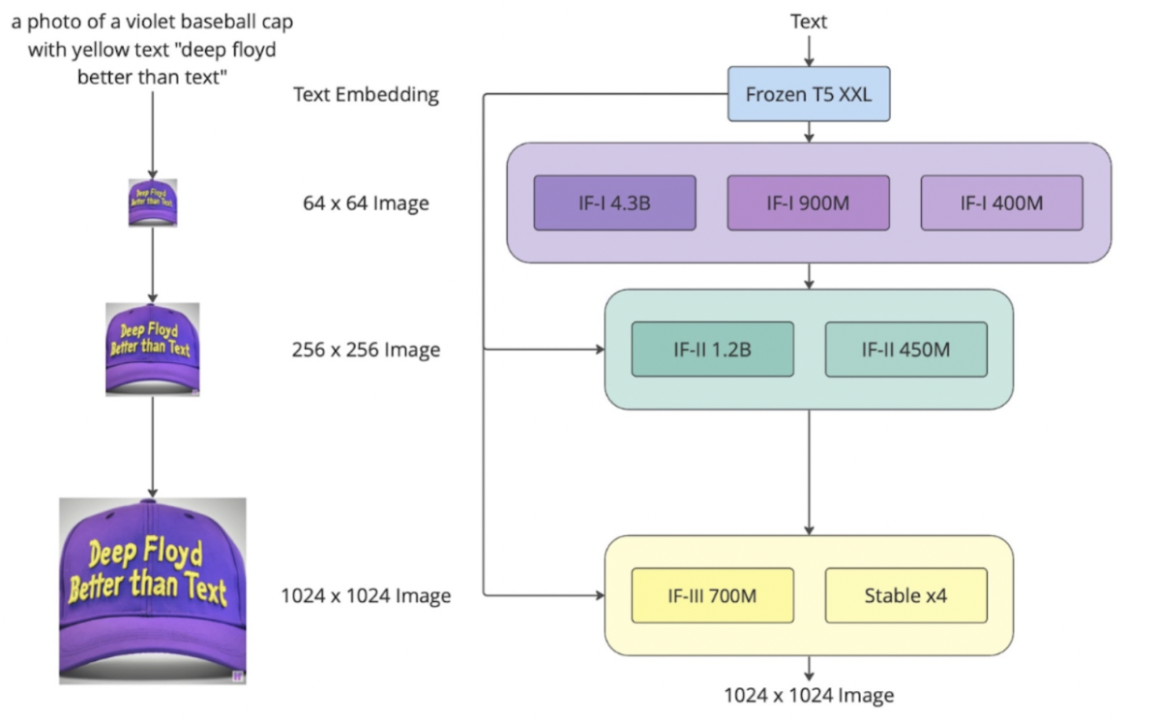 a photo of a violet baseball cap
with yellow text "deep floyd
better than text"
Text
Text Embedding
Frozen T5 XXL
Deep Floyd
Better than Text
64 x 64 Image
IF-I 4.3B
IF-I 900M
IF-I 400M
Deep Floyd
Better than Text
256 x 256 Image
IF-II 1.2B
IF-II 450M
Deep Floyd
Better than Text
IF
1024 x 1024 Image
IF-III 700M
Stable x4
1024 x 1024 Image